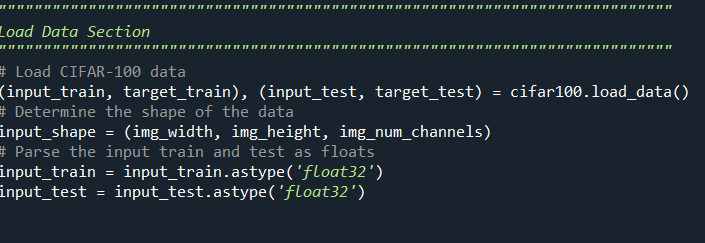 """"""""""""""""""""""""""""""""""""""""""""""""""""""""""""""""""""""""""""
Load Data Section
""""""""""""""""""""""""""""""""""""""""""""""""""""""""""""""""""""""""""""
# Load CIFAR-100 data
(input_train, target_train), (input_test, target_test) = cifar100.load_data()
# Determine the shape of the data
input_shape = (img_width, img_height, img_num_channels)
# Parse the input train and test as floats
input_train = input_train.astype('float32')
input_test = input_test.astype('float32')